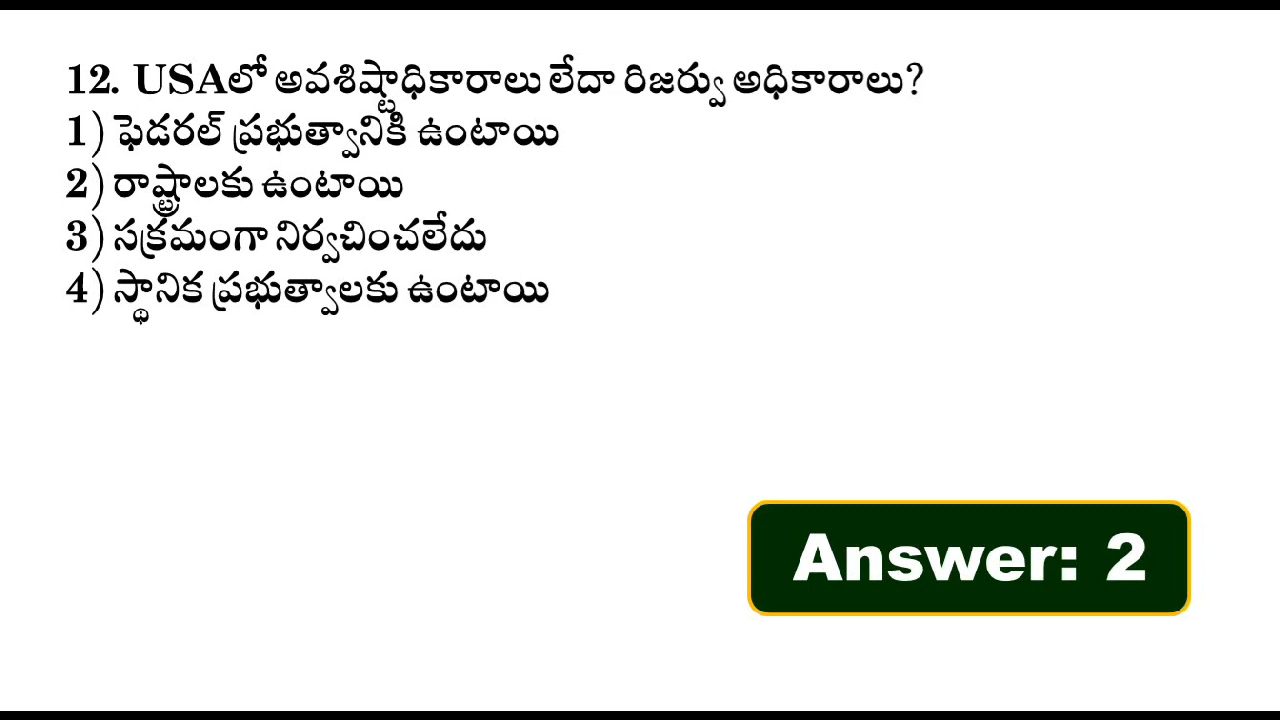 12. USAలో అవశిష్టాధికారాలు లేదా రిజర్వు అధికారాలు?
1) ఫెడరల్ ప్రభుత్వానికి ఉంటాయి
2) రాష్ట్రాలకు ఉంటాయి
3) సక్రమంగా నిర్వచించలేదు
4) స్థానిక ప్రభుత్వాలకు ఉంటాయి
Answer: 2